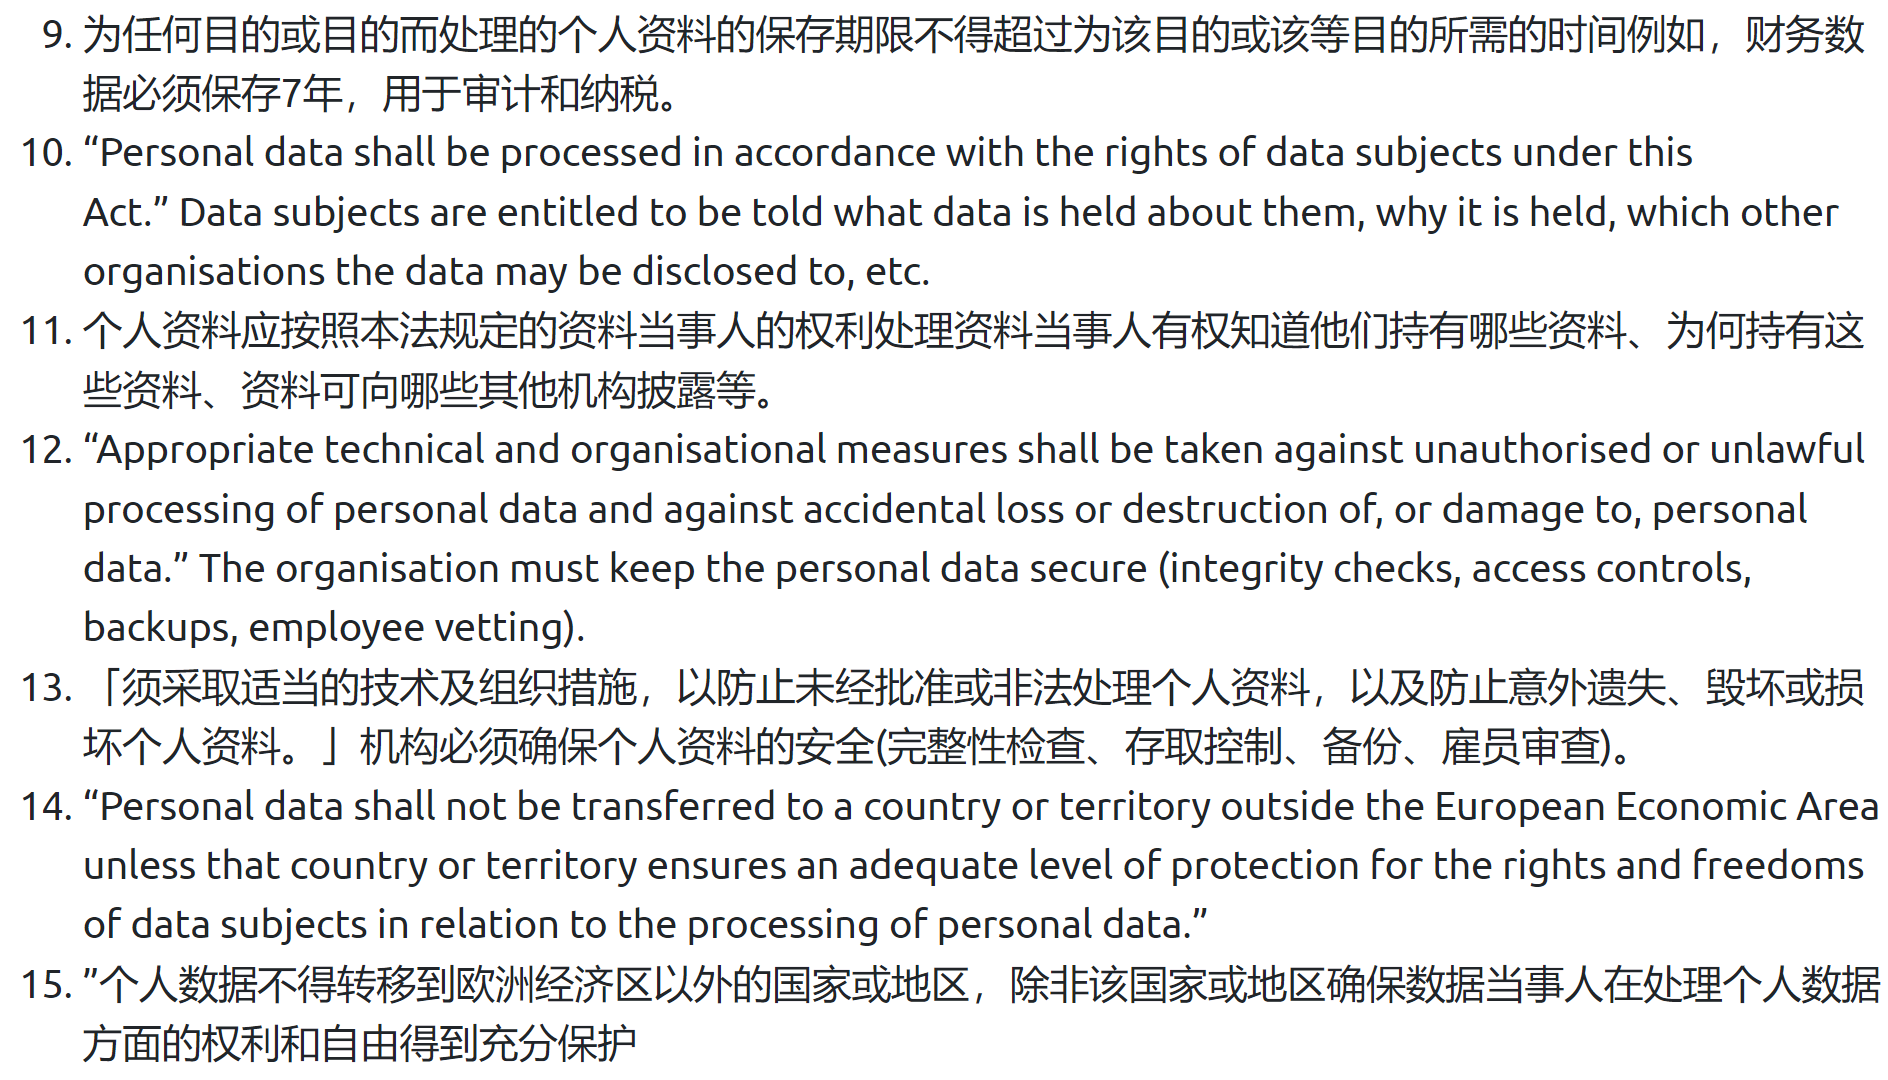 9. 为任何目的或目的而处理的个人资料的保存期限不得超过为该目的或该等目的所需的时间例如，财务数
据必须保存7年，用于审计和纳税。
10. “Personal data shall be processed in accordance with the rights of data subjects under this
Act.” Data subjects are entitled to be told what data is held about them, why it is held, which other
organisations the data may be disclosed to, etc.
11. 个人资料应按照本法规定的资料当事人的权利处理资料当事人有权知道他们持有哪些资料、为何持有这
些资料、资料可向哪些其他机构披露等。
12. “Appropriate technical and organisational measures shall be taken against unauthorised or unlawful
processing of personal data and against accidental loss or destruction of, or damage to, personal
data.” The organisation must keep the personal data secure (integrity checks, access controls,
backups, employee vetting).
13. 「须采取适当的技术及组织措施，以防止未经批准或非法处理个人资料，以及防止意外遗失、毁坏或损
坏个人资料。」机构必须确保个人资料的安全(完整性检查、存取控制、备份、雇员审查)。
14. “Personal data shall not be transferred to a country or territory outside the European Economic Area
unless that country or territory ensures an adequate level of protection for the rights and freedoms
of data subjects in relation to the processing of personal data.”
15. ”个人数据不得转移到欧洲经济区以外的国家或地区，除非该国家或地区确保数据当事人在处理个人数据
方面的权利和自由得到充分保护